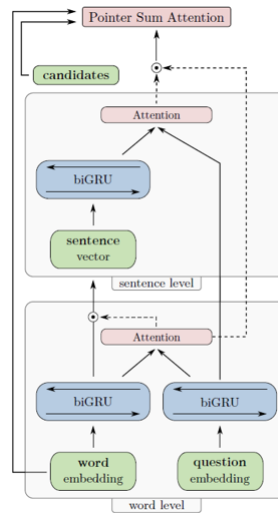 Pointer Sum Attention
candidates
Attention
biGRU
sentence
vector
sentence level
Attention
biGRU
biGRU
word
embedding
question
embedding
word level